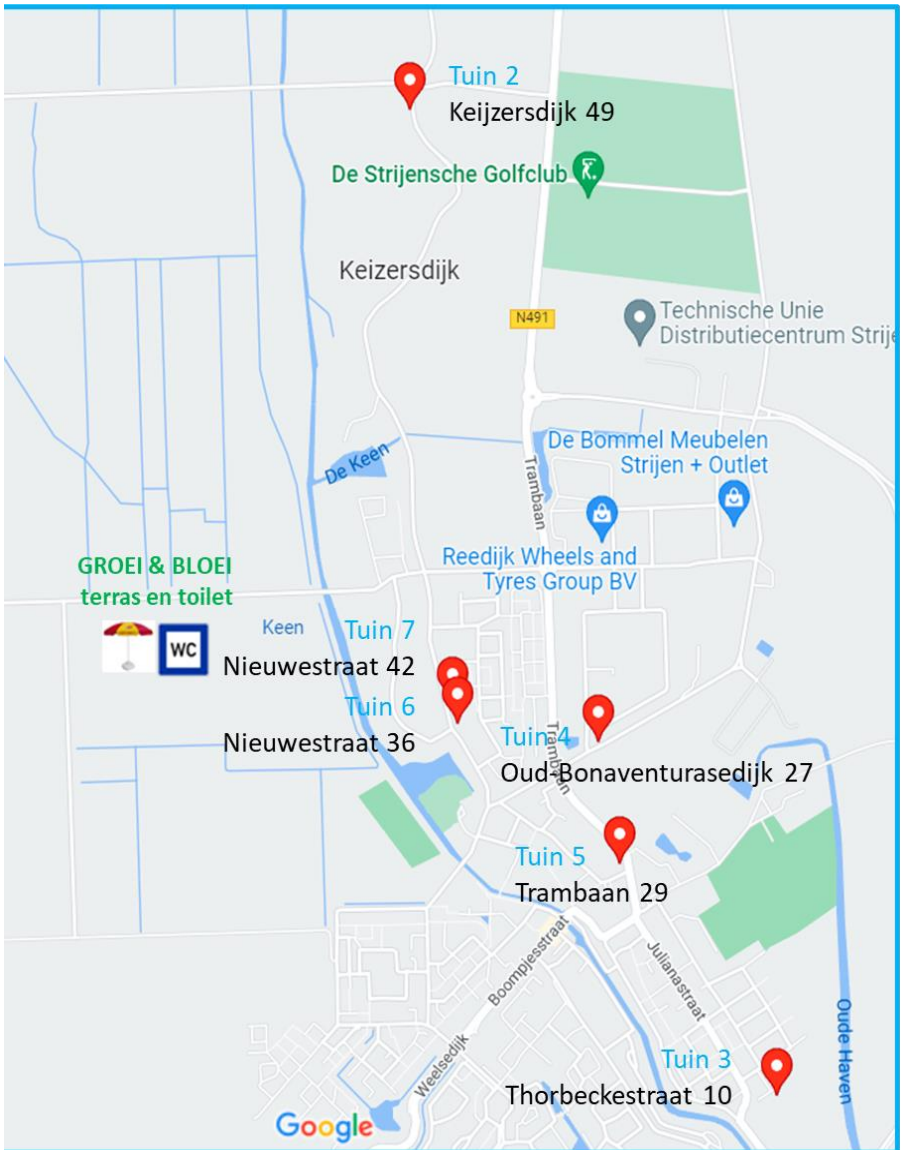 Tuin 2
Keijzersdijk 49
De Strijensche Golfclub
Keizersdijk
N491
Technische Unie
Distributiecentrum Strije
De Bommel Meubelen
Strijen + Outlet
De Keen
Trambaan
Reedijk Wheels and
Tyres Group BV
GROEI & BLOEI
terras en toilet
WC
Keen
Tuin 7
Nieuwestraat 42
Tuin 6
Nieuwestraat 36
Trambaan
Tuin 4
Oud-Bonaventurasedijk 27
Tuin 5
Trambaan 29
Boompjesstraat
Julianastraat
Oude Haven
Weelsedijk
Tuin 3
Thorbeckestraat 10
Google